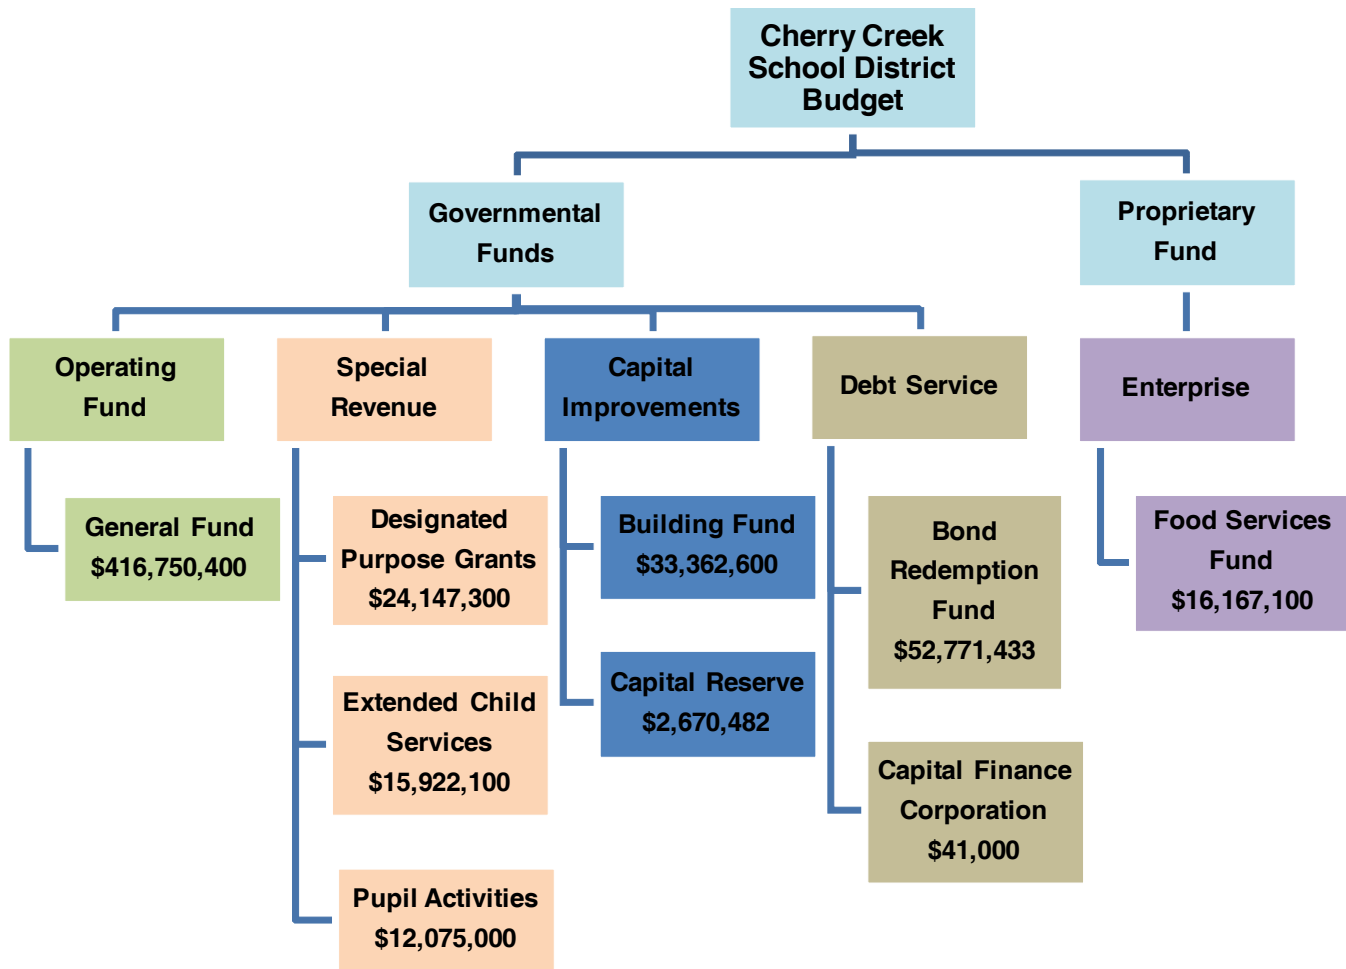 Cherry Creek
School District
Budget
Governmental
Funds
Proprietary
Fund
Operating
Fund
Special
Revenue
Capital
Improvements
Debt Service
Enterprise
General Fund
$416,750,400
Designated
Purpose Grants
$24,147,300
Extended Child
Services
$15,922,100
Pupil Activities
$12,075,000
Building Fund
$33,362,600
Capital Reserve
$2,670,482
Bond
Redemption
Fund
$52,771,433
Capital Finance
Corporation
$41,000
Food Services
Fund
$16,167,100